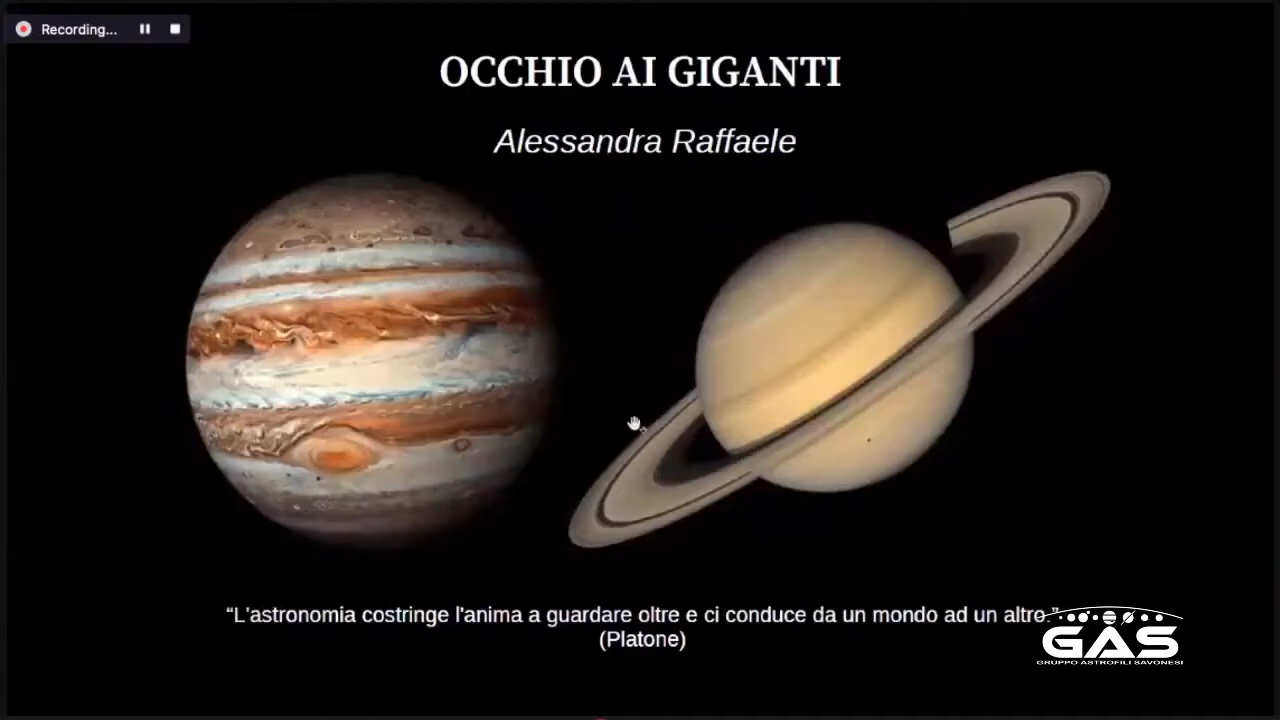 Recording...
OCCHIO AI GIGANTI
Alessandra Raffaele
“L'astronomia costringe l'anima a guardare oltre e ci conduce da un mondo ad un altro.”
(Platone)
GAS
GRUPPO ASTROFILI SAVONESI